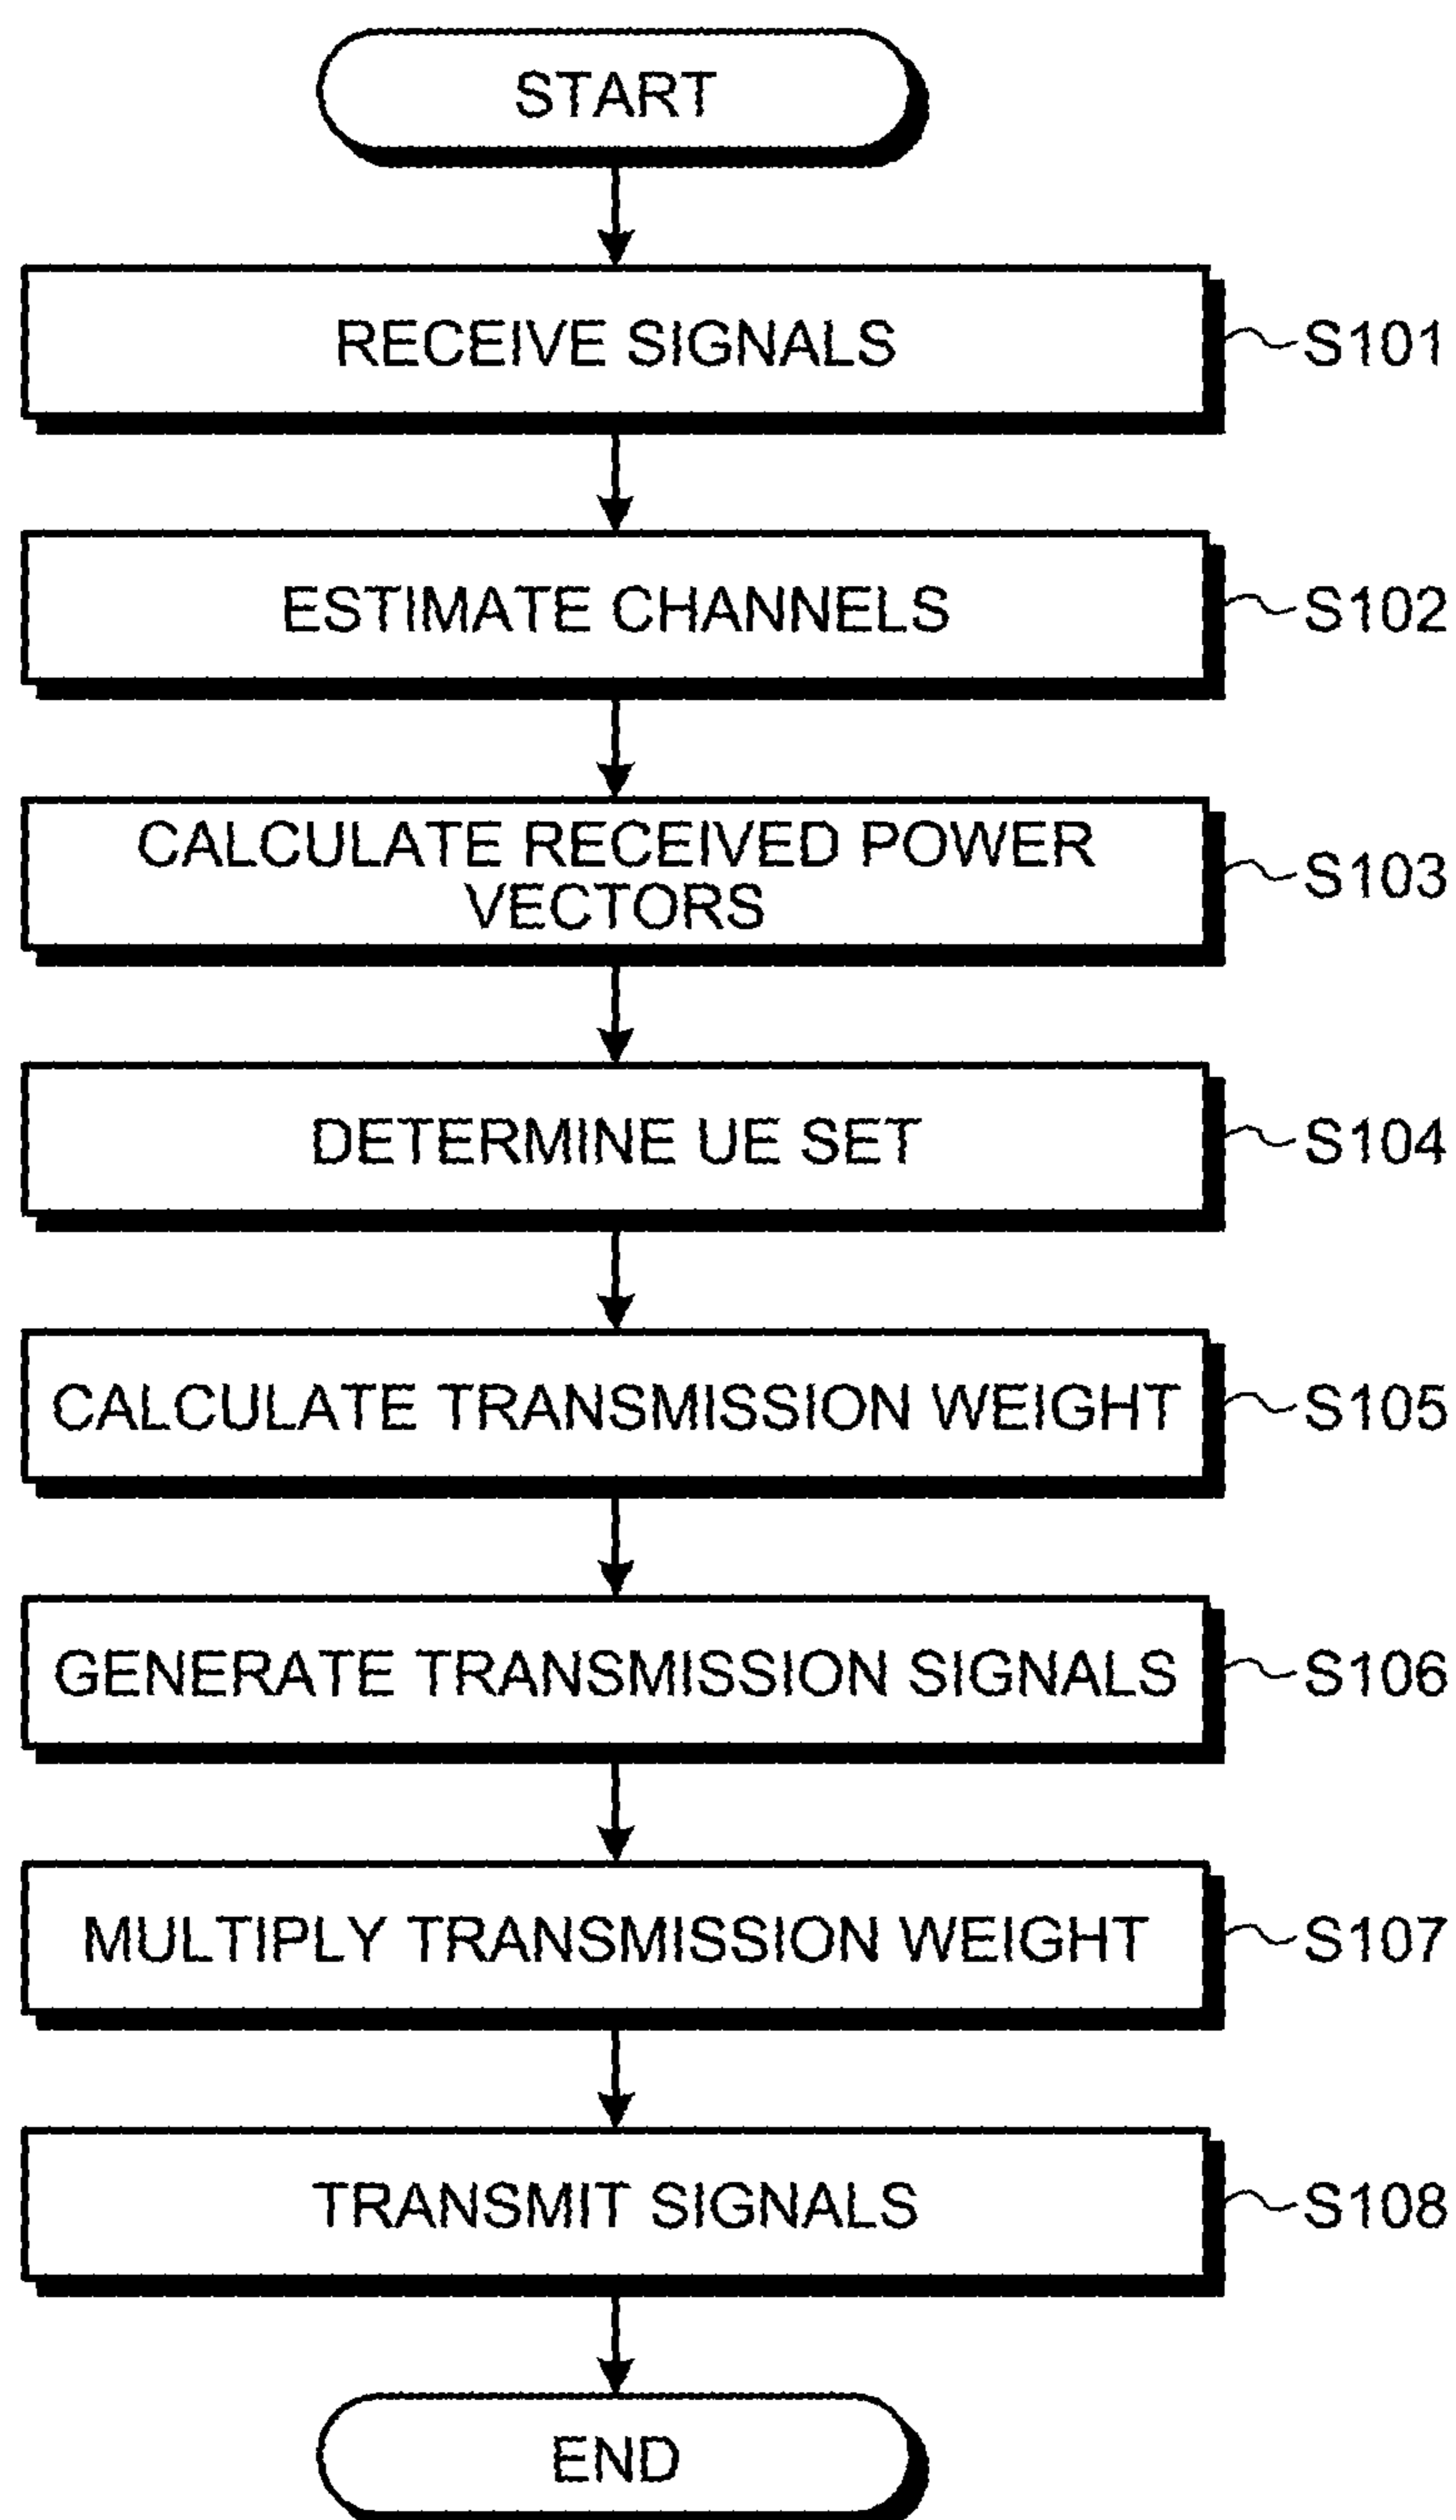 START
RECEIVE SIGNALS
S101
ESTIMATE CHANNELS
S102
CALCULATE RECEIVED POWER
VECTORS
S103
DETERMINE UE SET
S104
CALCULATE TRANSMISSION WEIGHT
S105
GENERATE TRANSMISSION SIGNALS
S106
MULTIPLY TRANSMISSION WEIGHT
S107
TRANSMIT SIGNALS
S108
END